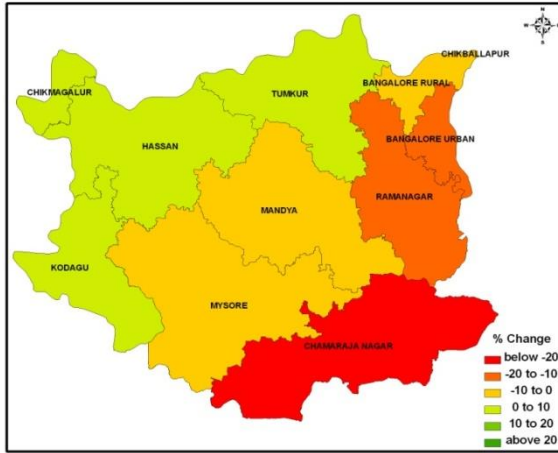 N
W
S
CHIKBALLAPUR
CHIKMAGALUR
TUMKUR
BANGALORE RURAL
HASSAN
BANGALORE URBAN
MANDYA
RAMANAGAR
KODAGU
MYSORE
CHAMARAJA NAGAR
% Change
below -20
-20 to -10
-10 to 0
0 to 10
10 to 20
above 20